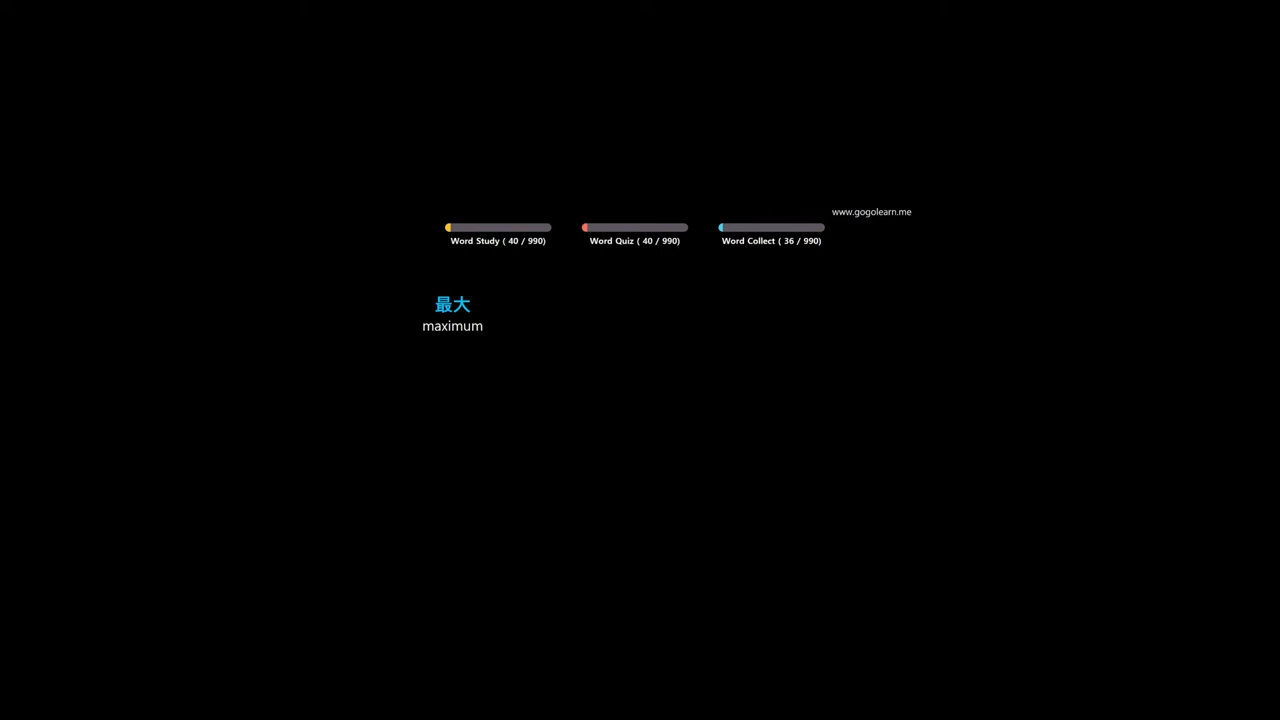 www.gogolearn.me
Word Study ( 40 / 990)
Word Quiz ( 40 / 990)
Word Collect ( 36 / 990)
最大
maximum